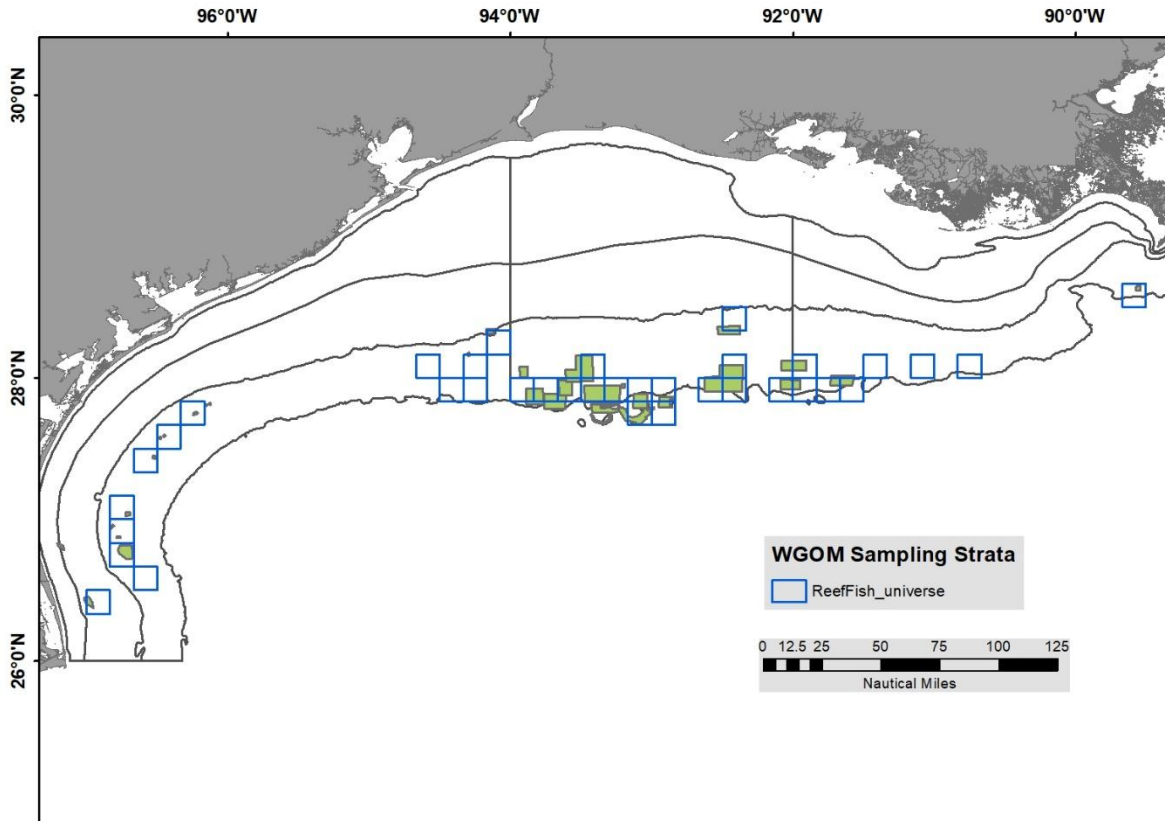 96°0'W 94°0'W 92°0'W 90°0'W
30°0'N
28°0'N
26°0'N
WGOM Sampling Strata
ReefFish_universe
0 12.5 25 50 75 100 125
Nautical Miles